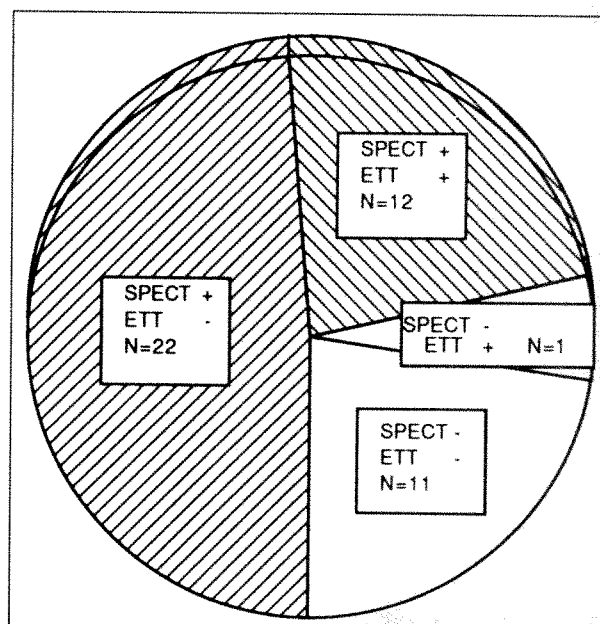 SPECT +
ETT +
N=12
SPECT +
ETT -
N=22
SPECT -
ETT + N=1
SPECT -
ETT -
N=11